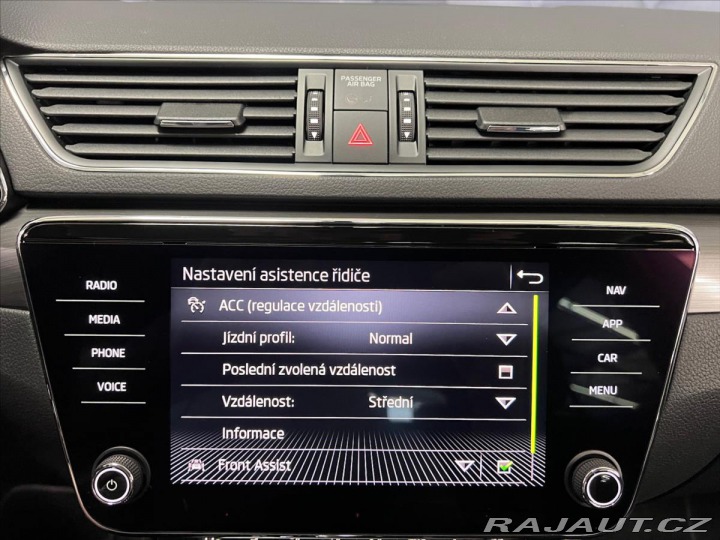 PASSENGER
AIR BAG
Nastavení asistence řidiče
RADIO
MEDIA
PHONE
VOICE
ACC (regulace vzdálenosti)
Jízdní profil: Normal
Poslední zvolená vzdálenost
Vzdálenost: Střední
Informace
Front Assist
NAV
APP
CAR
MENU
RAJAUT.CZ